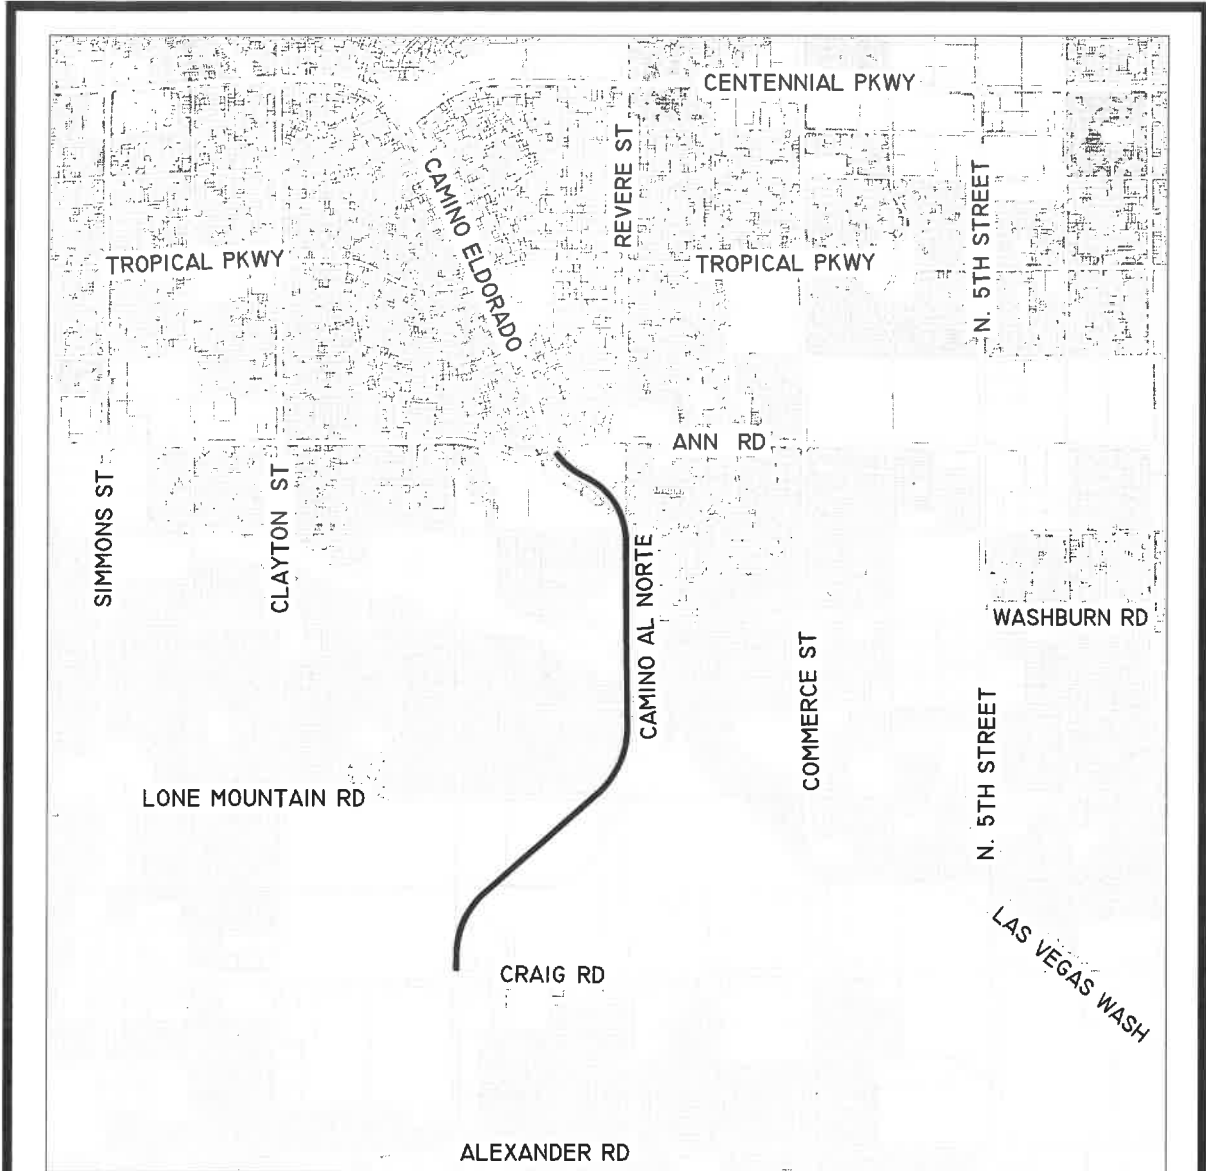 CENTENNIAL PKWY
REVERE ST
CAMINO ELDORADO
N. 5TH STREET
TROPICAL PKWY
TROPICAL PKWY
ANN RD
SIMMONS ST
CLAYTON ST
CAMINO AL NORTE
WASHBURN RD
COMMERCE ST
N. 5TH STREET
LONE MOUNTAIN RD
LAS VEGAS WASH
CRAIG RD
ALEXANDER RD